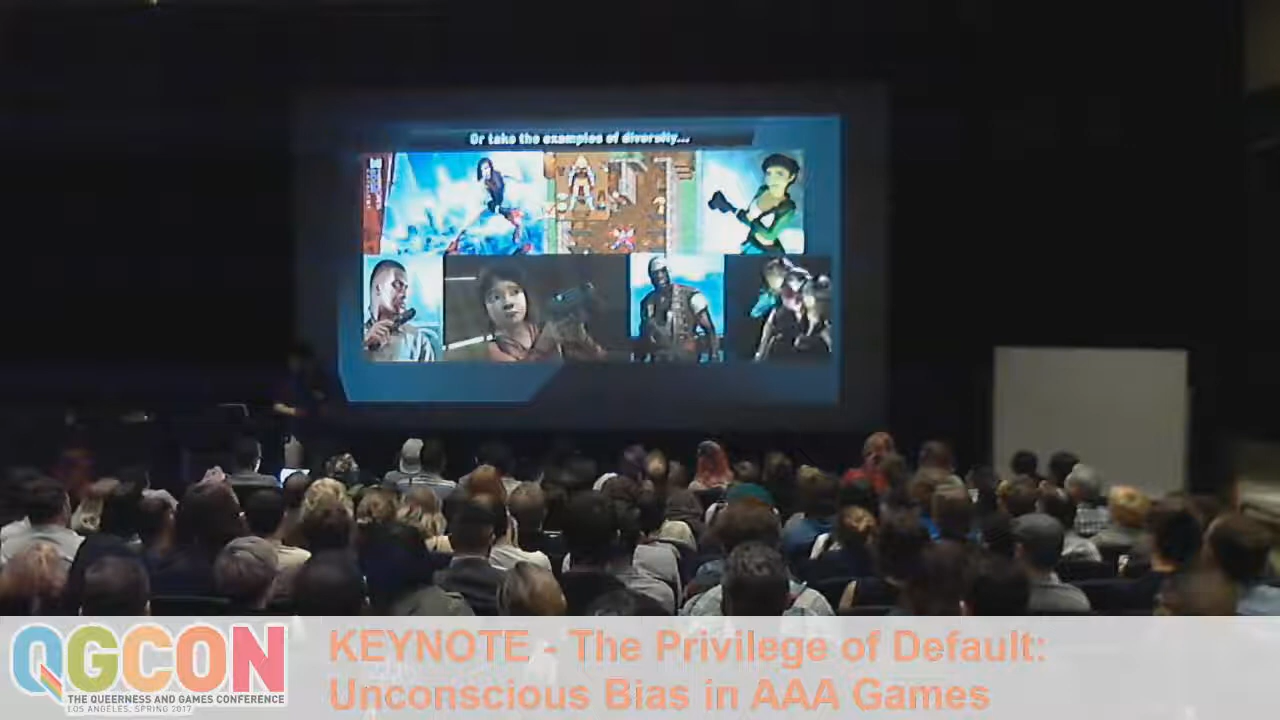 Or take the examples of diversity...
QGCON
THE QUEERNESS AND GAMES CONFERENCE
LOS ANGELES, SPRING 2017
KEYNOTE - The Privilege of Default:
Unconscious Bias in AAA Games